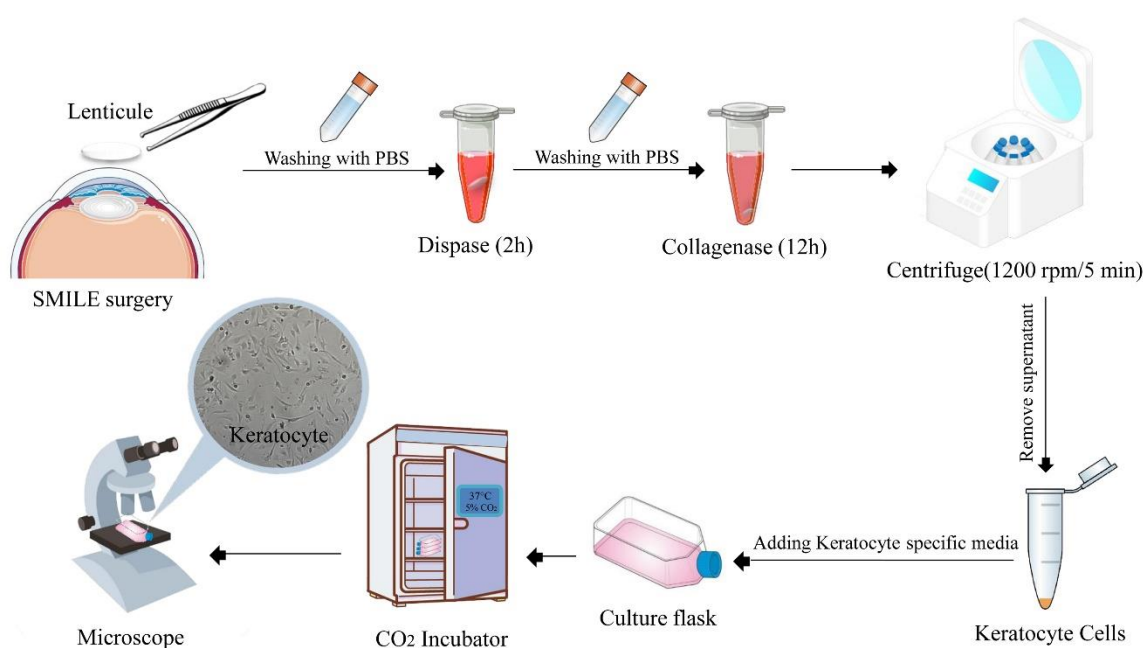 Lenticule
SMILE surgery
Washing with PBS
Dispase (2h)
Washing with PBS
Collagenase (12h)
Centrifuge(1200 rpm/5 min)
Remove supernatant
Keratocyte Cells
Adding Keratocyte specific media
Culture flask
37°C
5% CO₂
CO₂ Incubator
Keratocyte
Microscope